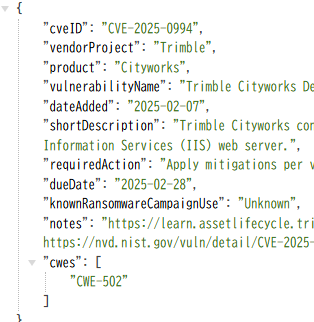 {
"cveID": "CVE-2025-0994",
"vendorProject": "Trimble",
"product": "Cityworks",
"vulnerabilityName": "Trimble Cityworks De
"dateAdded": "2025-02-07",
"shortDescription": "Trimble Cityworks con
Information Services (IIS) web server.",
"requiredAction": "Apply mitigations per v
"dueDate": "2025-02-28",
"knownRansomwareCampaignUse": "Unknown",
"notes": "https://learn.assetlifecycle.tri
https://nvd.nist.gov/vuln/detail/CVE-2025-
"cwes": [
"CWE-502"
]
}